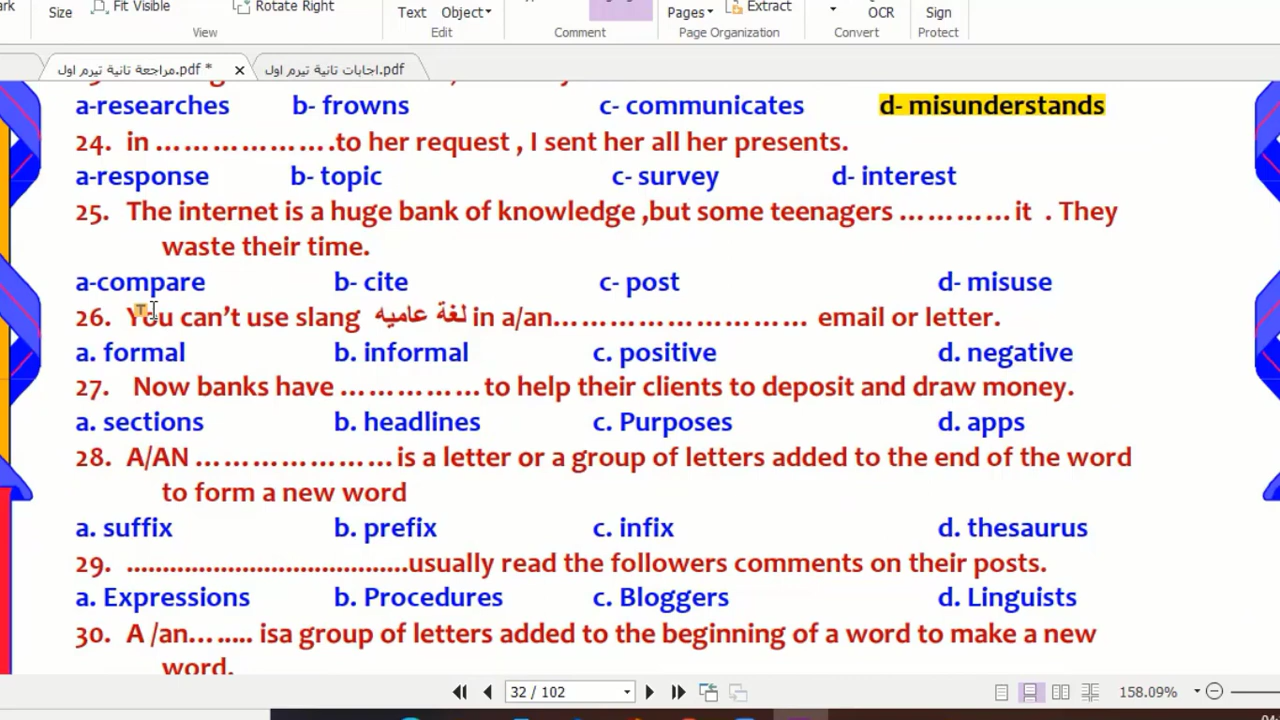 Size Fit Visible Rotate Right Text Object Pages Extract OCR Sign
View Edit Comment Page Organization Convert Protect
مراجعة تانية تيرم اول.pdf * اجابات تانية تيرم اول.pdf
a-researches b- frowns c- communicates d- misunderstands
24. in ……………….to her request , I sent her all her presents.
a-response b- topic c- survey d- interest
25. The internet is a huge bank of knowledge ,but some teenagers …………it . They
waste their time.
a-compare b- cite c- post d- misuse
26. You can't use slang لغة عاميه in a/an……………………… email or letter.
a. formal b. informal c. positive d. negative
27. Now banks have ……………to help their clients to deposit and draw money.
a. sections b. headlines c. Purposes d. apps
28. A/AN …………………is a letter or a group of letters added to the end of the word
to form a new word
a. suffix b. prefix c. infix d. thesaurus
29. .......................................usually read the followers comments on their posts.
a. Expressions b. Procedures c. Bloggers d. Linguists
30. A /an…..... isa group of letters added to the beginning of a word to make a new
word.
32 / 102 158.09%